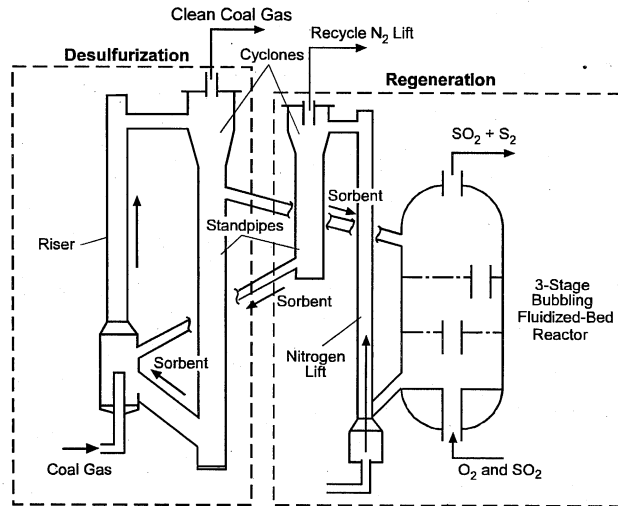 Clean Coal Gas
Recycle N₂ Lift
Desulfurization
Cyclones
Regeneration
SO₂ + S₂
Sorbent
Riser
Standpipes
3-Stage
Bubbling
Fluidized-Bed
Reactor
Sorbent
Sorbent
Nitrogen
Lift
Coal Gas
O₂ and SO₂